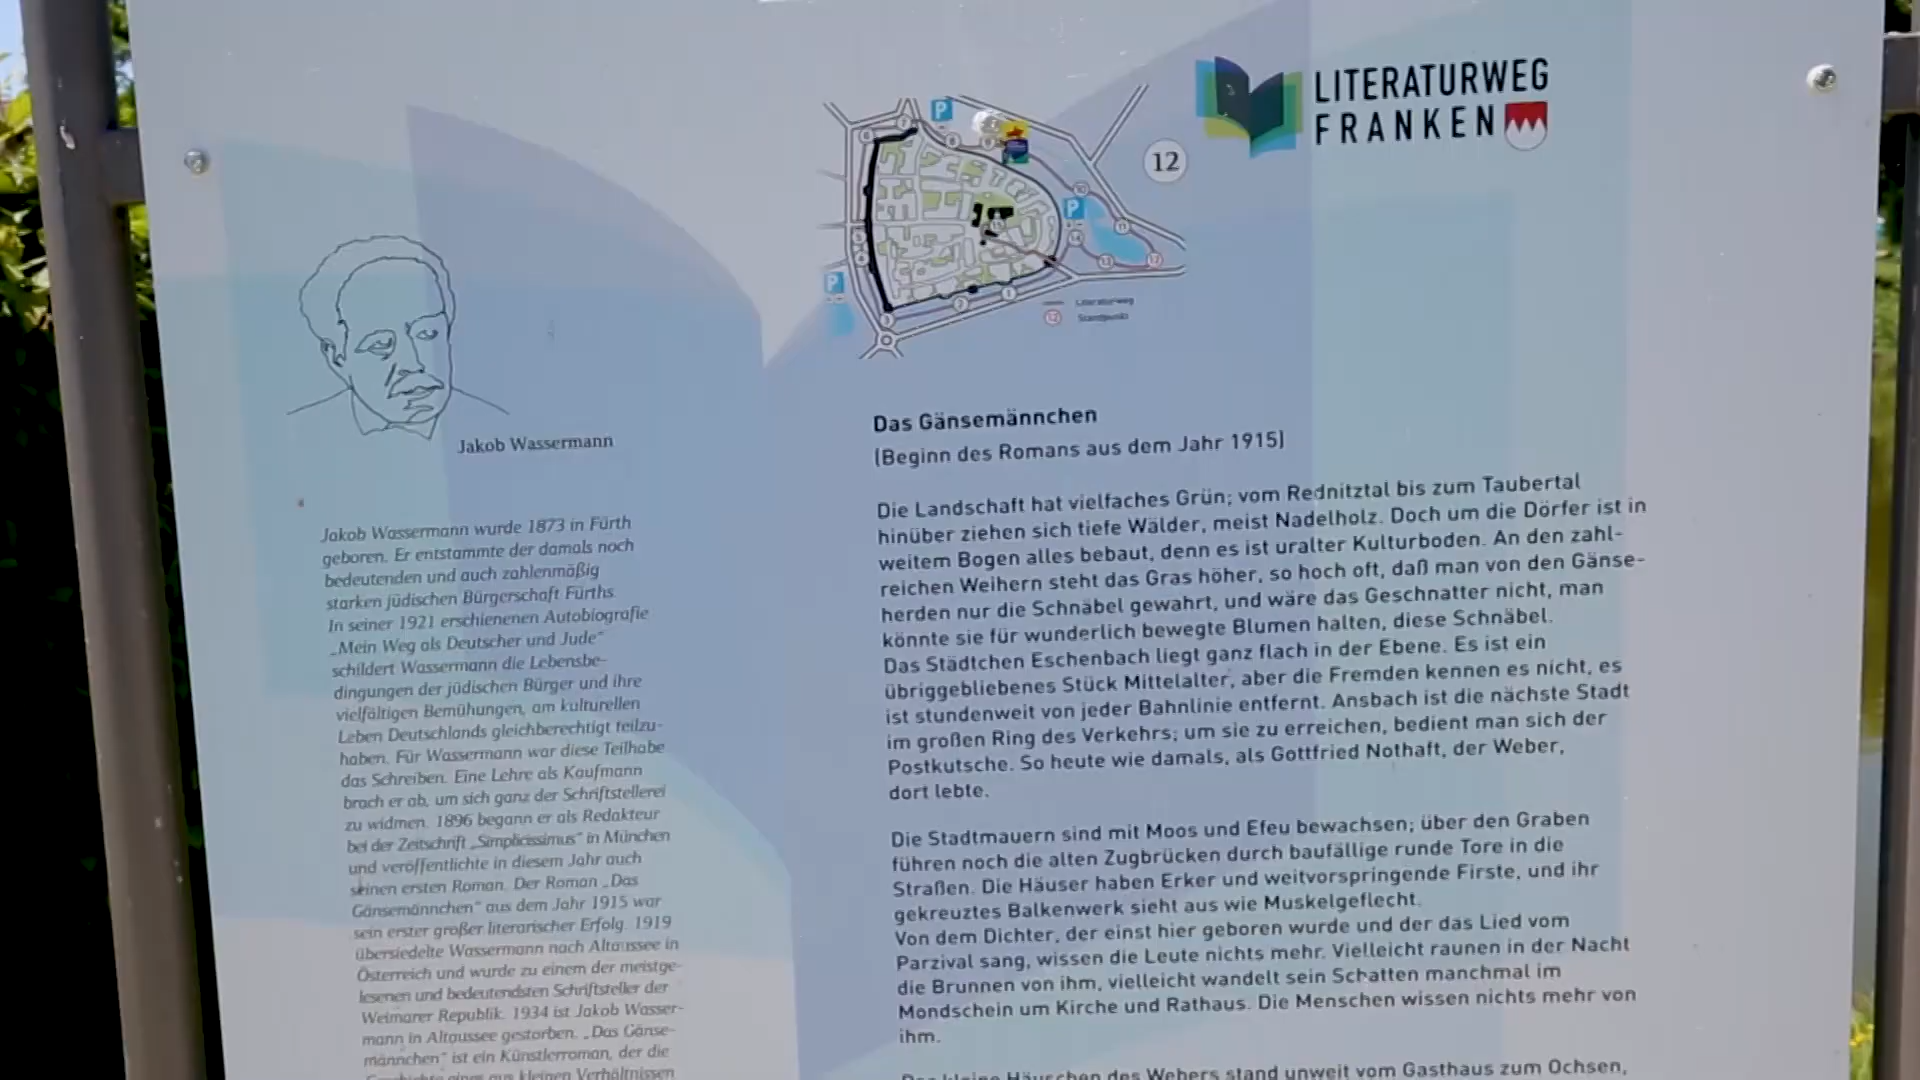 LITERATURWEG
FRANKEN
12
P
P
P
Literaturweg
Standpunkt
Jakob Wassermann
Jakob Wassermann wurde 1873 in Fürth
geboren. Er entstammte der damals noch
bedeutenden und auch zahlenmäßig
starken jüdischen Bürgerschaft Fürths.
In seiner 1921 erschienenen Autobiografie
„Mein Weg als Deutscher und Jude"
schildert Wassermann die Lebensbe-
dingungen der jüdischen Bürger und ihre
vielfältigen Bemühungen, am kulturellen
Leben Deutschlands gleichberechtigt teilzu-
haben. Für Wassermann war diese Teilhabe
das Schreiben. Eine Lehre als Kaufmann
brach er ab, um sich ganz der Schriftstellerei
zu widmen. 1896 begann er als Redakteur
bei der Zeitschrift „Simplicissimus" in München
und veröffentlichte in diesem Jahr auch
seinen ersten Roman. Der Roman „Das
Gänsemännchen" aus dem Jahr 1915 war
sein erster großer literarischer Erfolg. 1919
übersiedelte Wassermann nach Altaussee in
Österreich und wurde zu einem der meistge-
lesenen und bedeutendsten Schriftsteller der
Weimarer Republik. 1934 ist Jakob Wasser-
mann in Altaussee gestorben. „Das Gänse-
männchen" ist ein Künstlerroman, der die
Geschichte eines aus kleinen Verhältnissen
Das Gänsemännchen
(Beginn des Romans aus dem Jahr 1915)
Die Landschaft hat vielfaches Grün; vom Rednitztal bis zum Taubertal
hinüber ziehen sich tiefe Wälder, meist Nadelholz. Doch um die Dörfer ist in
weitem Bogen alles bebaut, denn es ist uralter Kulturboden. An den zahl-
reichen Weihern steht das Gras höher, so hoch oft, daß man von den Gänse-
herden nur die Schnäbel gewahrt, und wäre das Geschnatter nicht, man
könnte sie für wunderlich bewegte Blumen halten, diese Schnäbel.
Das Städtchen Eschenbach liegt ganz flach in der Ebene. Es ist ein
übriggebliebenes Stück Mittelalter, aber die Fremden kennen es nicht, es
ist stundenweit von jeder Bahnlinie entfernt. Ansbach ist die nächste Stadt
im großen Ring des Verkehrs; um sie zu erreichen, bedient man sich der
Postkutsche. So heute wie damals, als Gottfried Nothaft, der Weber,
dort lebte.
Die Stadtmauern sind mit Moos und Efeu bewachsen; über den Graben
führen noch die alten Zugbrücken durch baufällige runde Tore in die
Straßen. Die Häuser haben Erker und weitvorspringende Firste, und ihr
gekreuztes Balkenwerk sieht aus wie Muskelgeflecht.
Von dem Dichter, der einst hier geboren wurde und der das Lied vom
Parzival sang, wissen die Leute nichts mehr. Vielleicht raunen in der Nacht
die Brunnen von ihm, vielleicht wandelt sein Schatten manchmal im
Mondschein um Kirche und Rathaus. Die Menschen wissen nichts mehr von
ihm.
Das kleine Häuschen des Webers stand unweit vom Gasthaus zum Ochsen,